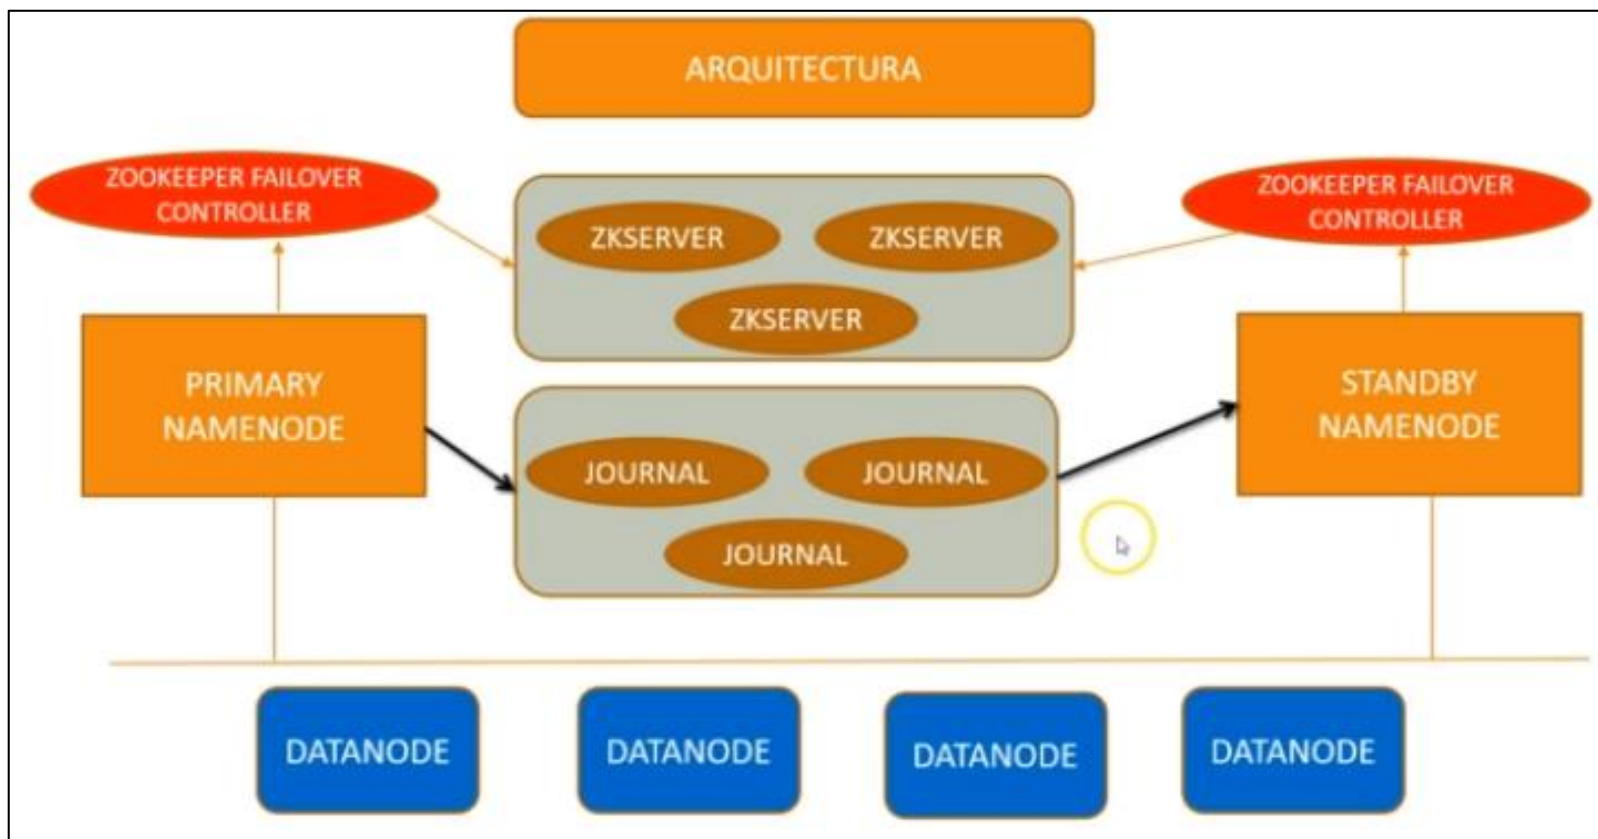 ARQUITECTURA
ZOOKEEPER FAILOVER
CONTROLLER
ZKSERVER
ZKSERVER
ZKSERVER
ZOOKEEPER FAILOVER
CONTROLLER
PRIMARY
NAMENODE
JOURNAL
JOURNAL
JOURNAL
STANDBY
NAMENODE
DATANODE
DATANODE
DATANODE
DATANODE